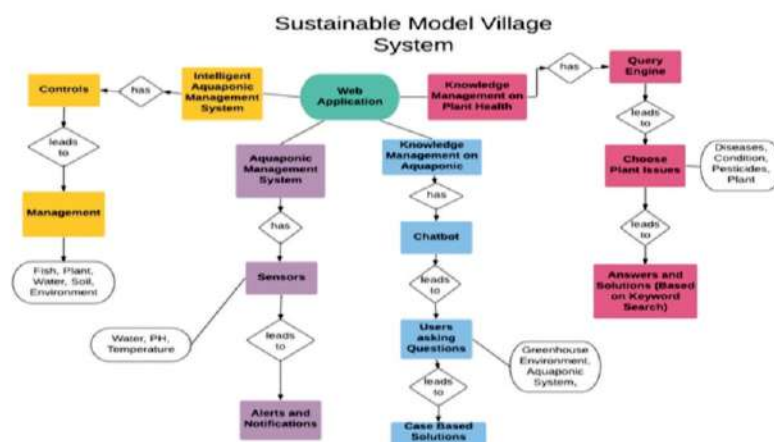 Sustainable Model Village
System
Controls
has
Intelligent
Aquaponic
Management
System
Web
Application
Knowledge
Management on
Plant Health
has
Query
Engine
leads
to
Management
Fish, Plant,
Water, Soil,
Environment
Aquaponic
Management
System
has
Sensors
Water, PH,
Temperature
leads
to
Alerts and
Notifications
Knowledge
Management on
Aquaponic
has
Chatbot
leads
to
Users
asking
Questions
Greenhouse
Environment,
Aquaponic
System,
leads
to
Case Based
Solutions
leads
to
Choose
Plant Issues
Diseases,
Condition,
Pesticides,
Plant
leads
to
Answers and
Solutions (Based
on Keyword
Search)